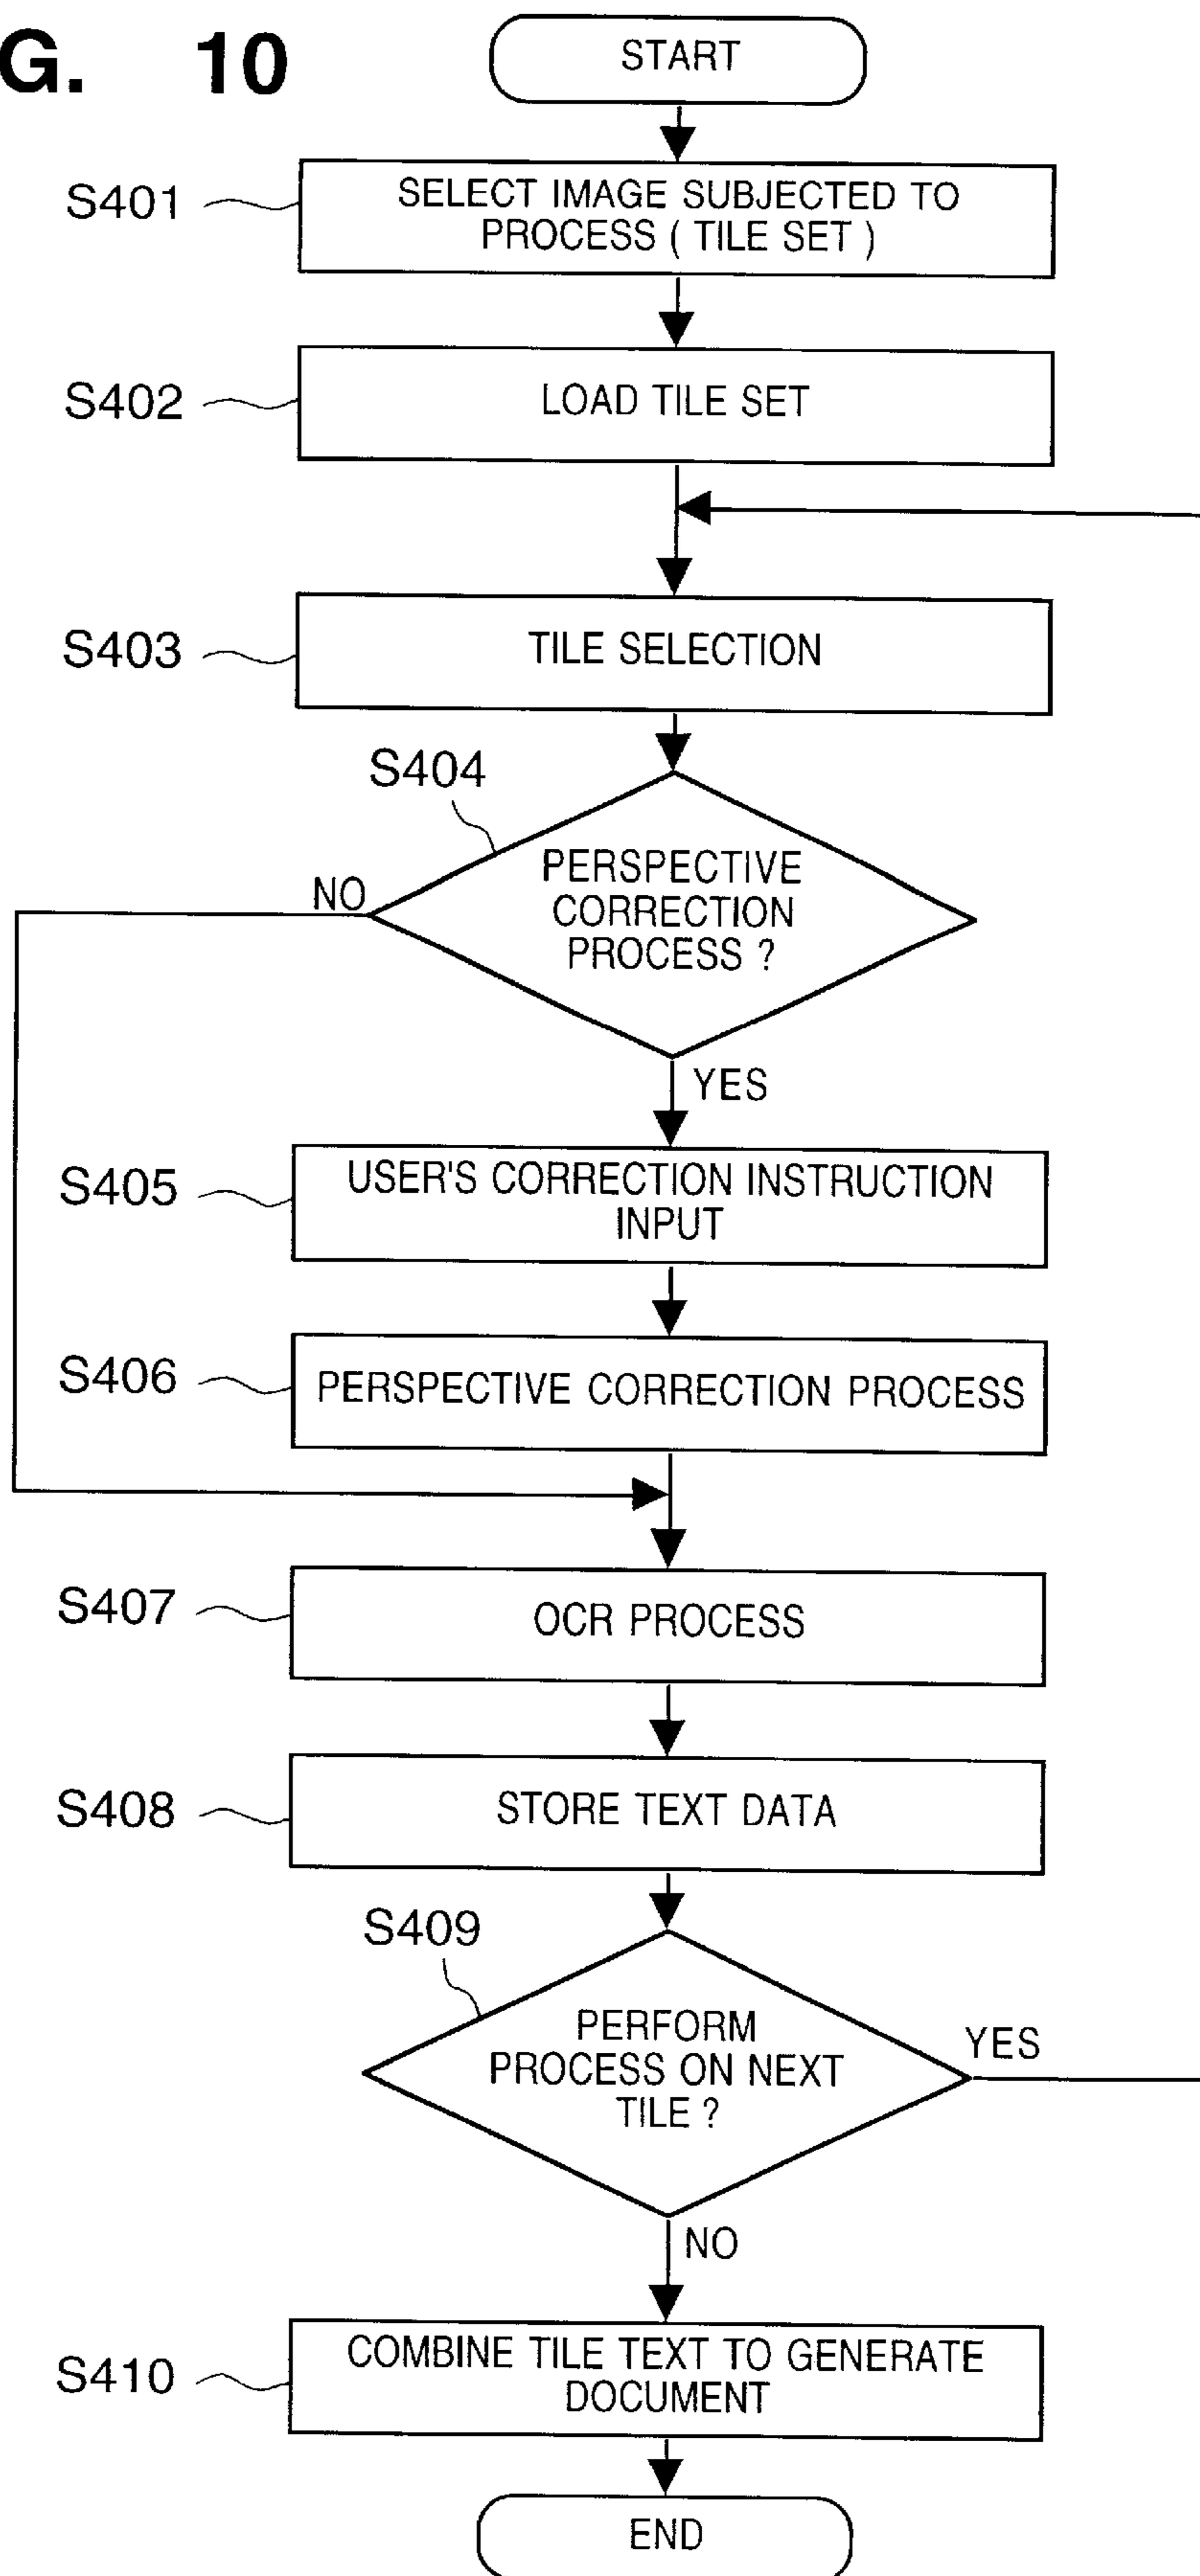 G. 10
START
S401
SELECT IMAGE SUBJECTED TO
PROCESS ( TILE SET )
S402
LOAD TILE SET
S403
TILE SELECTION
S404
PERSPECTIVE
CORRECTION
PROCESS ?
NO
YES
S405
USER'S CORRECTION INSTRUCTION
INPUT
S406
PERSPECTIVE CORRECTION PROCESS
S407
OCR PROCESS
S408
STORE TEXT DATA
S409
PERFORM
PROCESS ON NEXT
TILE ?
YES
NO
S410
COMBINE TILE TEXT TO GENERATE
DOCUMENT
END